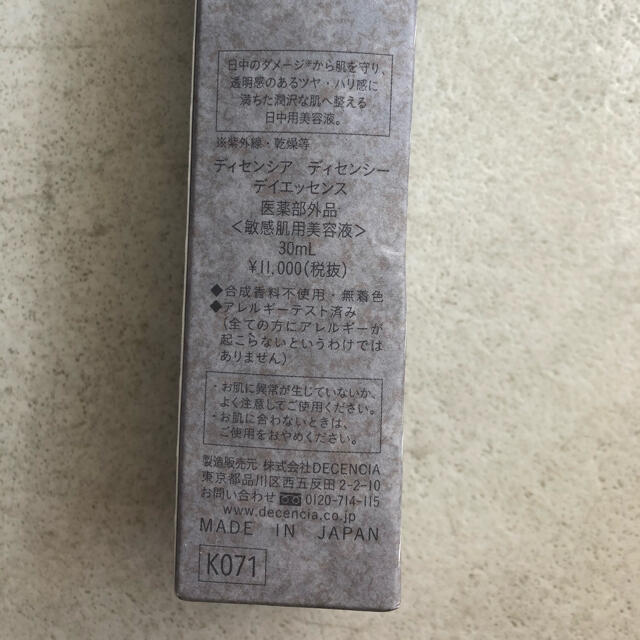 日中のダメージ※から肌を守り、
透明感のあるツヤ・ハリ感に
満ちた潤沢な肌へ整える
日中用美容液。
※紫外線・乾燥等
ディセンシア ディセンシー
デイエッセンス
医薬部外品
＜敏感肌用美容液＞
30mL
¥11,000(税抜)
◆合成香料不使用・無着色
◆アレルギーテスト済み
(全ての方にアレルギーが
起こらないというわけでは
ありません)
・お肌に異常が生じていないか、
よく注意してご使用ください。
・お肌に合わないときは、
ご使用をおやめください。
製造販売元 株式会社DECENCIA
東京都品川区西五反田2-2-10
お問い合わせ 0120-714-115
www.decencia.co.jp
MADE IN JAPAN
K071